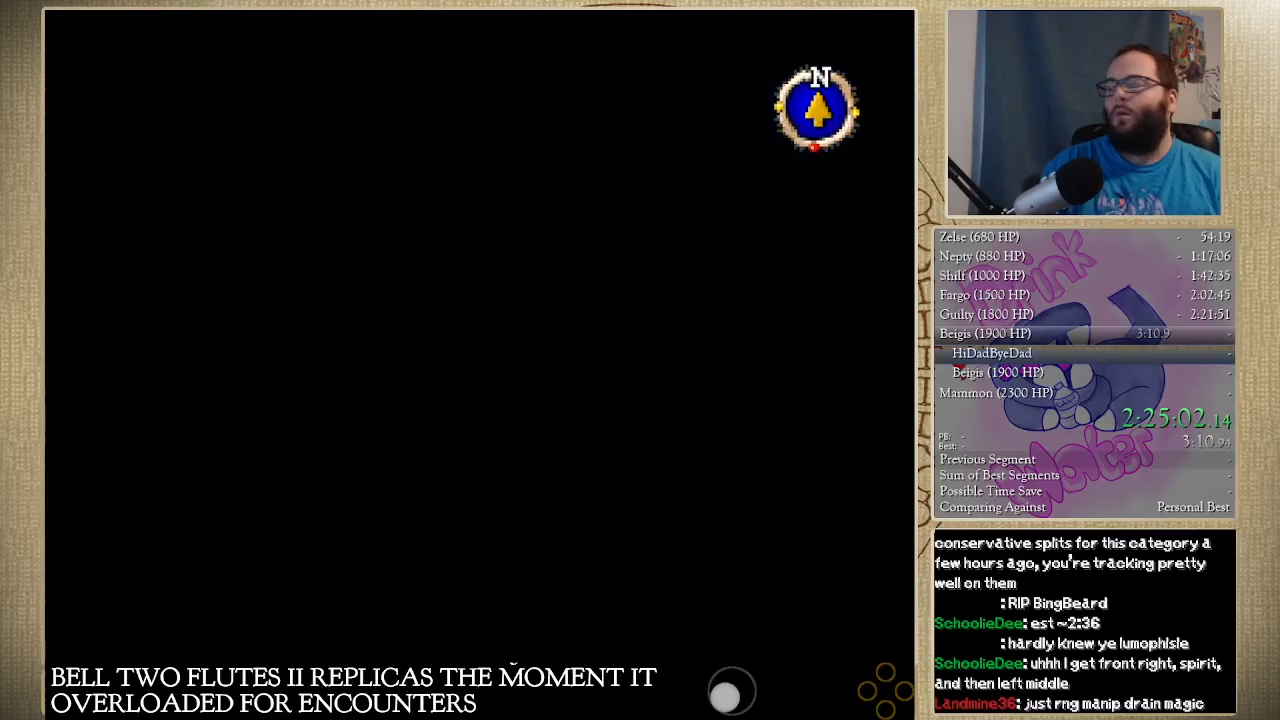 N
Zelse (680 HP) - 54:19
Nepty (880 HP) - 1:17:06
Shilf (1000 HP) - 1:42:35
Fargo (1500 HP) - 2:02:45
Guilty (1800 HP) - 2:21:51
Beigis (1900 HP) 3:10.9 -
HiDadByeDad -
Beigis (1900 HP) -
Mammon (2300 HP) -
2:25:02.14
PB: -
Best: -
3:10.94
Previous Segment -
Sum of Best Segments -
Possible Time Save -
Comparing Against Personal Best
Drink
Water
conservative splits for this category a
few hours ago, you're tracking pretty
well on them
: RIP BingBeard
SchoolieDee: est ~2:36
: hardly knew ye lumophIsle
SchoolieDee: uhhh I get front right, spirit,
and then left middle
Landmine36: just rng manip drain magic
BELL TWO FLUTES II REPLICAS THE MOMENT IT
OVERLOADED FOR ENCOUNTERS